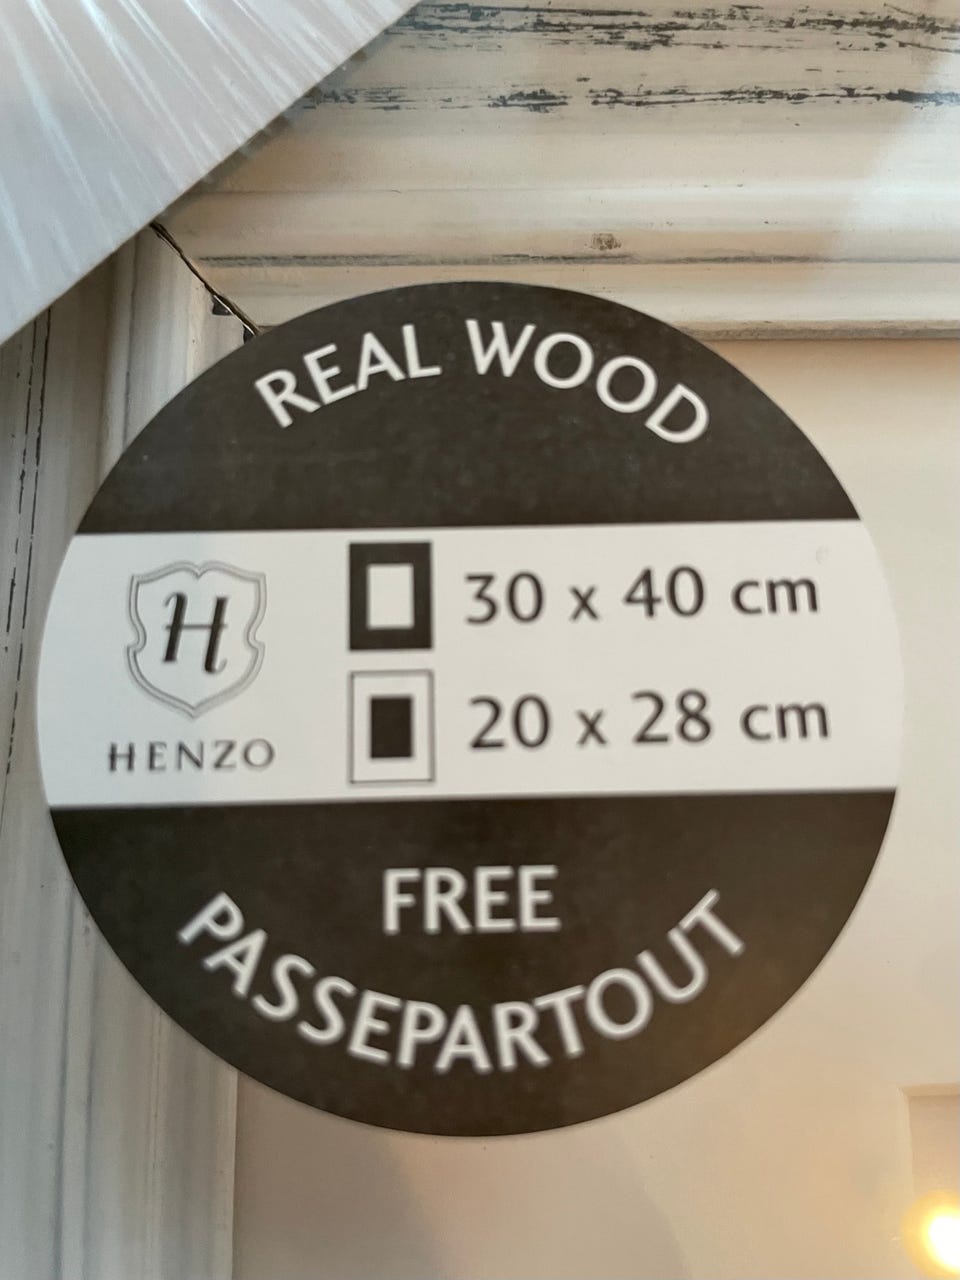 REAL WOOD
H
HENZO
30 x 40 cm
20 x 28 cm
FREE
PASSEPARTOUT